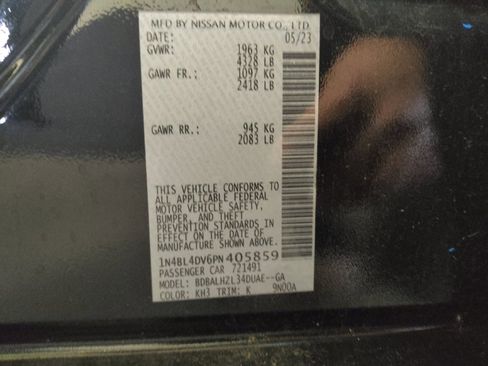 MFD BY NISSAN MOTOR CO., LTD.
DATE: 05/23
GVWR: 1963 KG
4328 LB
GAWR FR.: 1097 KG
2418 LB
GAWR RR.: 945 KG
2083 LB
THIS VEHICLE CONFORMS TO
ALL APPLICABLE FEDERAL
MOTOR VEHICLE SAFETY,
BUMPER, AND THEFT
PREVENTION STANDARDS IN
EFFECT ON THE DATE OF
MANUFACTURE SHOWN ABOVE.
1N4BL4DV6PN405859
PASSENGER CAR 721491
MODEL: BDBALHZL34DUAE--GA
COLOR: KH3 TRIM: K 9N00A